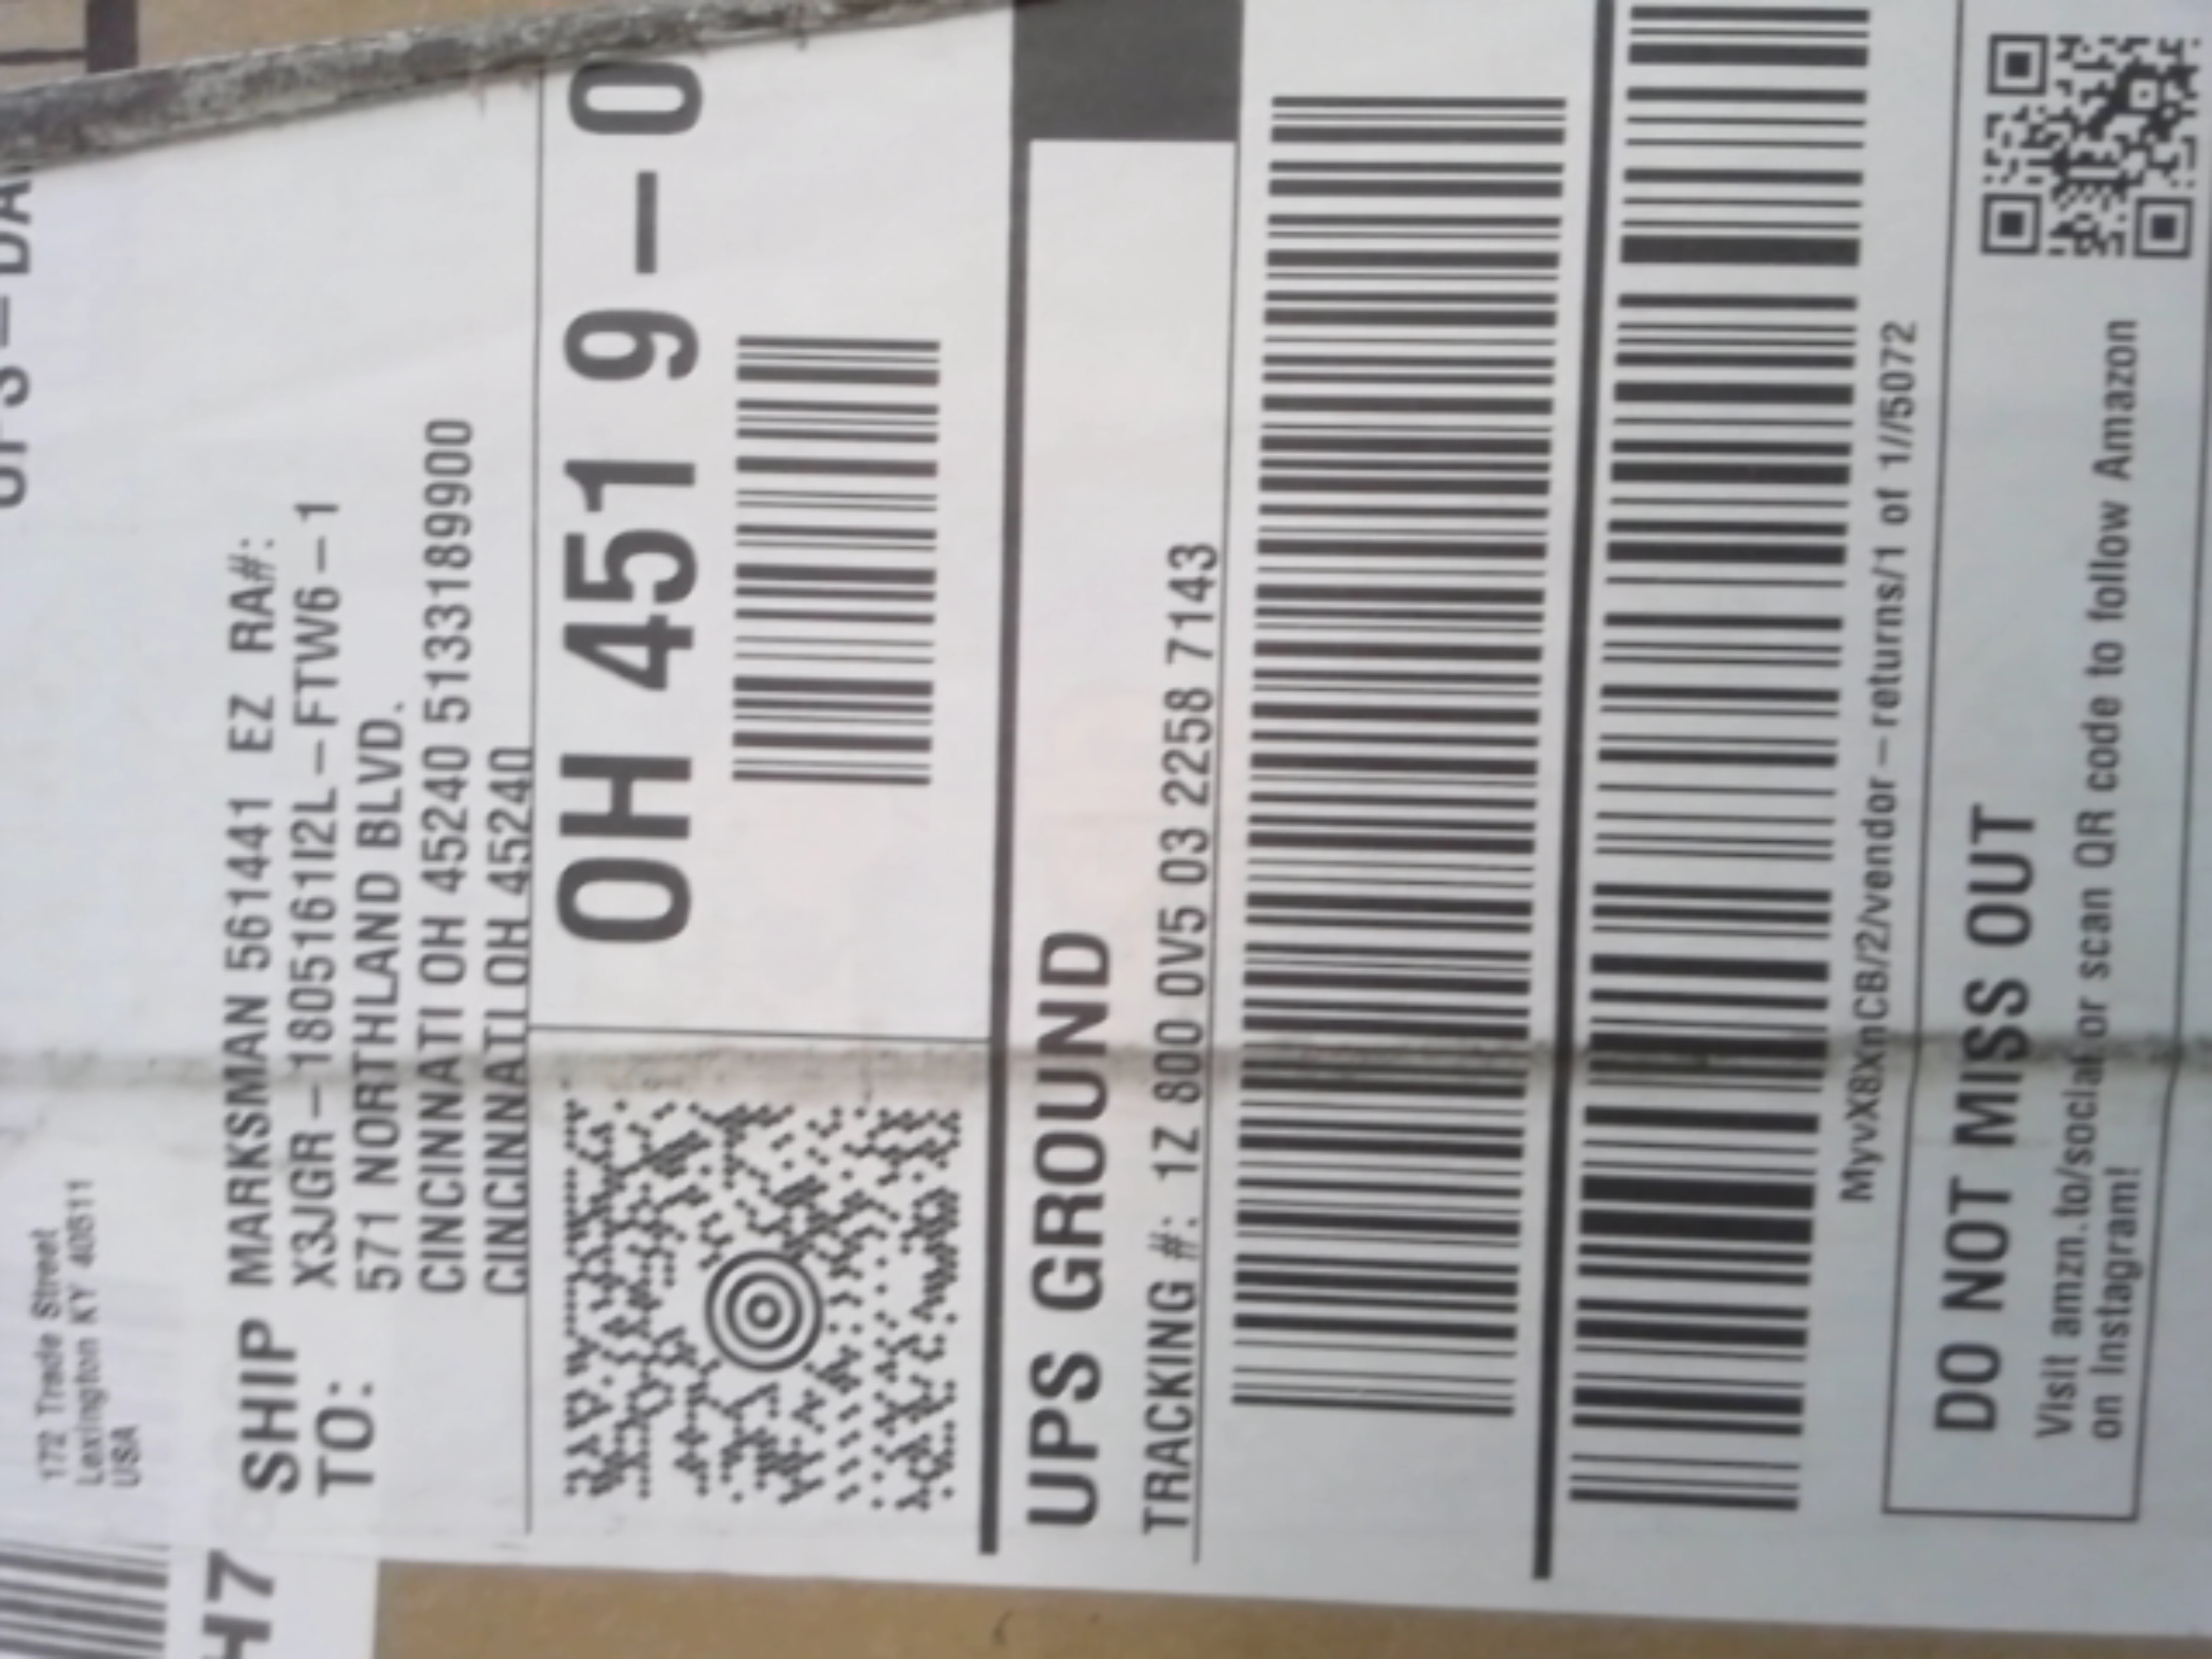 172 Trade Street
Lexington KY 40511
USA
SHIP
TO:
MARKSMAN 561441 EZ RA#:
X3JGR-1805161I2L-FTW6-1
571 NORTHLAND BLVD.
CINCINNATI OH 45240 5133189900
CINCINNATI OH 45240
OH 451 9-0
UPS GROUND
TRACKING #: 1Z 800 0V5 03 2258 7143
MyvX8XnCB/2/vendor-returns/1 of 1//5072
DO NOT MISS OUT
Visit amzn.to/social or scan QR code to follow Amazon
on Instagram!
H7